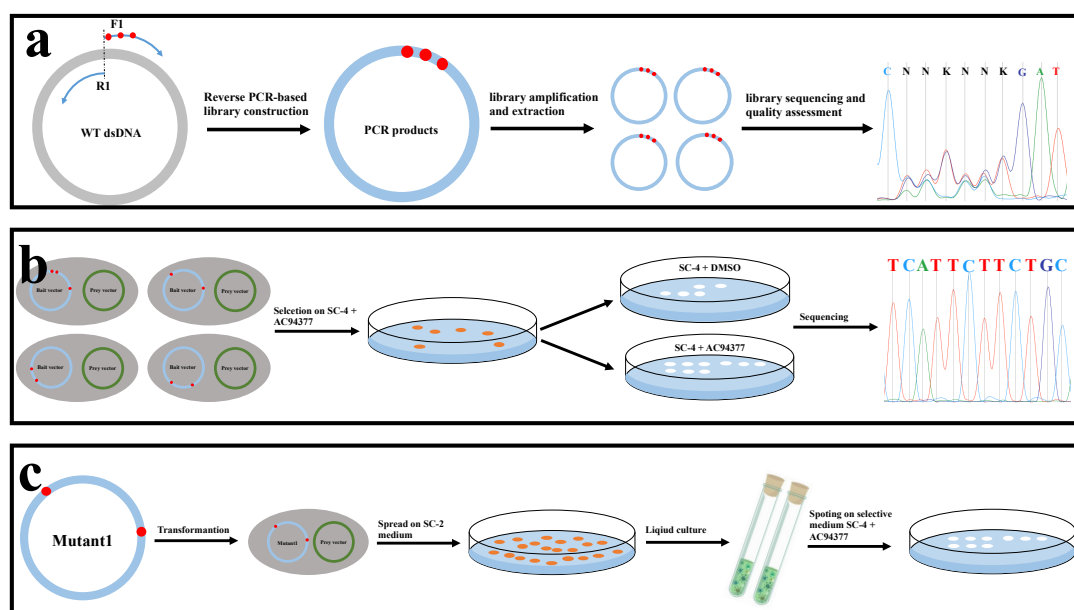 a
F1
R1
WT dsDNA
Reverse PCR-based
library construction
PCR products
library amplification
and extraction
library sequencing and
quality assessment
C N N K N N K G A T
b
Bait vector
Prey vector
Bait vector
Prey vector
Bait vector
Prey vector
Bait vector
Prey vector
Selcetion on SC-4 +
AC94377
SC-4 + DMSO
SC-4 + AC94377
Sequencing
T C A T T C T T C T G C
c
Mutant1
Transformantion
Mutant1
Prey vector
Spread on SC-2
medium
Liqiud culture
Spoting on selective
medium SC-4 +
AC94377